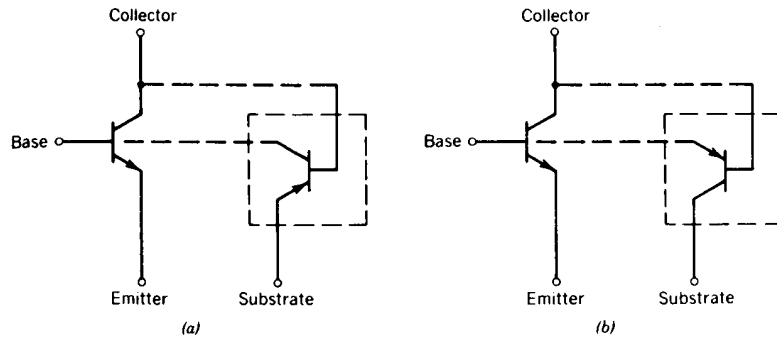 Collector
Base
Emitter
Substrate
(a)
Collector
Base
Emitter
Substrate
(b)